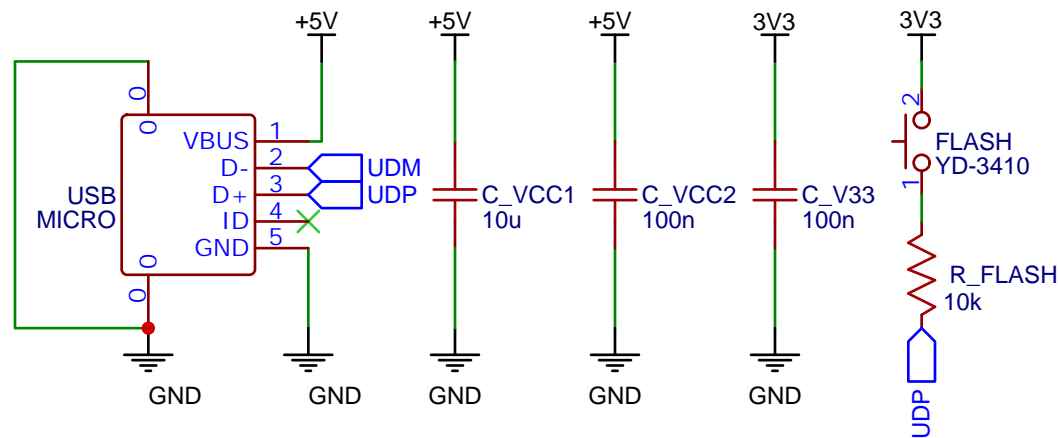 +5V
+5V
+5V
3V3
3V3
0
0
VBUS
1
D-
2
UDM
D+
3
UDP
ID
4
GND
5
USB
MICRO
0
0
GND
GND
C_VCC1
10u
GND
C_VCC2
100n
GND
C_V33
100n
GND
2
FLASH
YD-3410
1
R_FLASH
10k
UDP